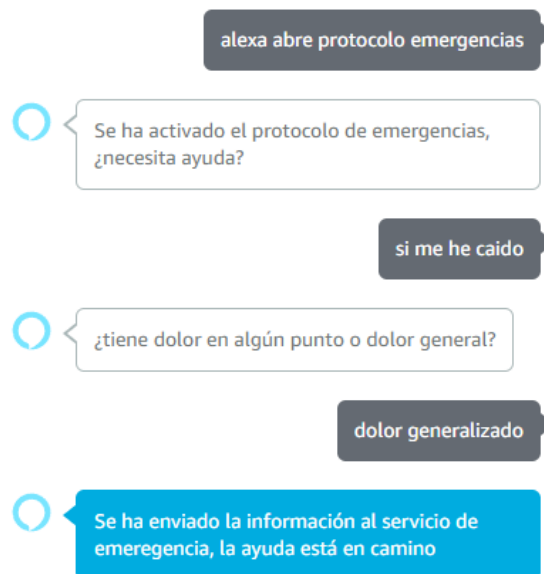 alexa abre protocolo emergencias
Se ha activado el protocolo de emergencias,
¿necesita ayuda?
si me he caido
¿tiene dolor en algún punto o dolor general?
dolor generalizado
Se ha enviado la información al servicio de
emeregencia, la ayuda está en camino